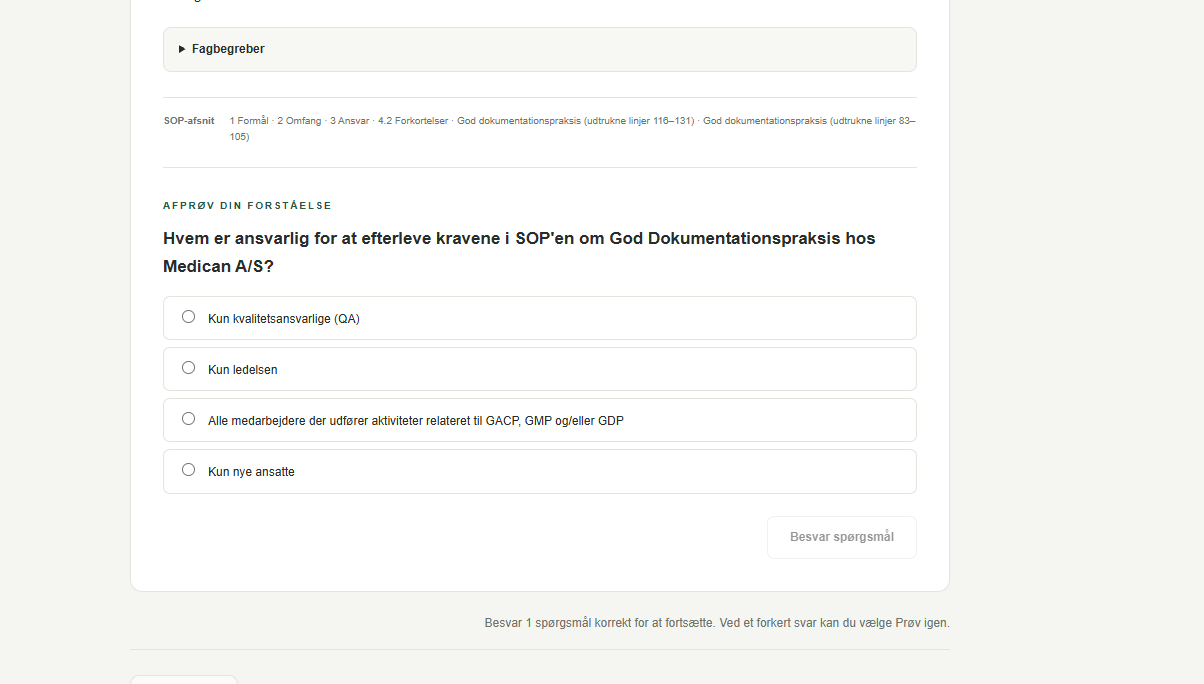 Fagbegreber
SOP-afsnit
1 Formål · 2 Omfang · 3 Ansvar · 4.2 Forkortelser · God dokumentationspraksis (udtrukne linjer 116–131) · God dokumentationspraksis (udtrukne linjer 83–
105)
AFPRØV DIN FORSTÅELSE
Hvem er ansvarlig for at efterleve kravene i SOP'en om God Dokumentationspraksis hos
Medican A/S?
Kun kvalitetsansvarlige (QA)
Kun ledelsen
Alle medarbejdere der udfører aktiviteter relateret til GACP, GMP og/eller GDP
Kun nye ansatte
Besvar spørgsmål
Besvar 1 spørgsmål korrekt for at fortsætte. Ved et forkert svar kan du vælge Prøv igen.